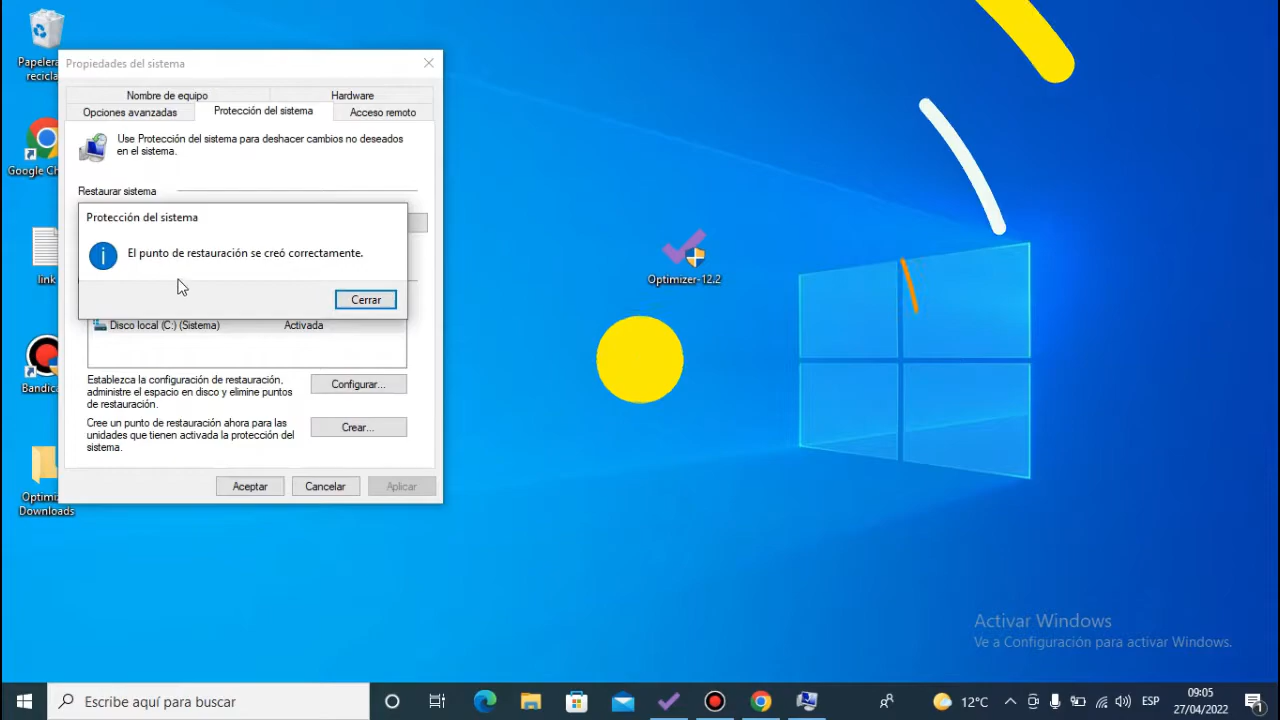 Papelera
recicla
Google Ch
link
Bandica
Optimi
Downloads
Propiedades del sistema
Nombre de equipo
Hardware
Opciones avanzadas
Protección del sistema
Acceso remoto
Use Protección del sistema para deshacer cambios no deseados
en el sistema.
Restaurar sistema
Protección del sistema
El punto de restauración se creó correctamente.
Cerrar
Disco local (C:) (Sistema)
Activada
Establezca la configuración de restauración,
administre el espacio en disco y elimine puntos
de restauración.
Configurar...
Cree un punto de restauración ahora para las
unidades que tienen activada la protección del
sistema.
Crear...
Aceptar
Cancelar
Aplicar
Optimizer-12.2
Activar Windows
Ve a Configuración para activar Windows.
Escribe aquí para buscar
12°C
ESP
09:05
27/04/2022
1